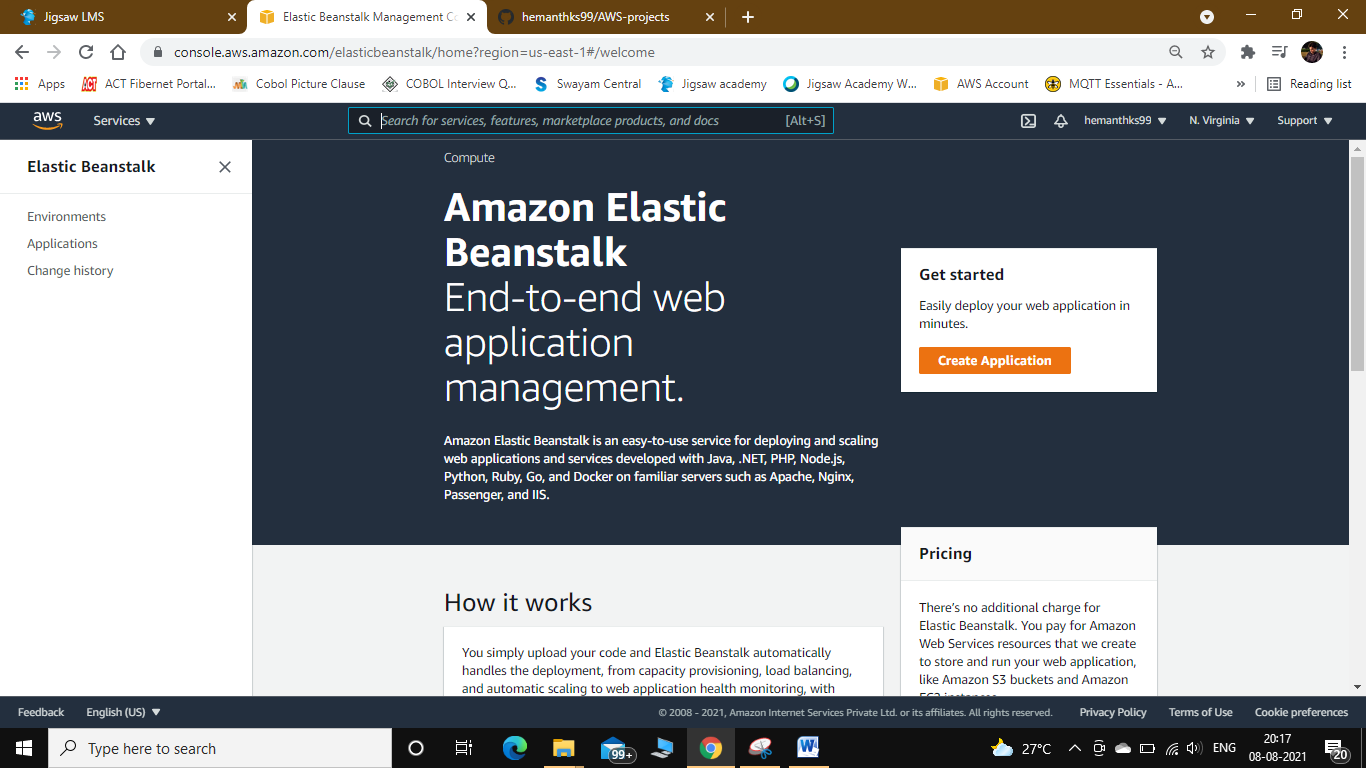 Jigsaw LMS
Elastic Beanstalk Management Co
hemanthks99/AWS-projects
console.aws.amazon.com/elasticbeanstalk/home?region=us-east-1#/welcome
Apps
ACT Fibernet Portal...
Cobol Picture Clause
COBOL Interview Q...
Swayam Central
Jigsaw academy
Jigsaw Academy W...
AWS Account
MQTT Essentials - A...
»
Reading list
aws
Services
Search for services, features, marketplace products, and docs
[Alt+S]
hemanthks99
N. Virginia
Support
Elastic Beanstalk
Environments
Applications
Change history
Compute
Amazon Elastic
Beanstalk
End-to-end web
application
management.
Amazon Elastic Beanstalk is an easy-to-use service for deploying and scaling
web applications and services developed with Java, .NET, PHP, Node.js,
Python, Ruby, Go, and Docker on familiar servers such as Apache, Nginx,
Passenger, and IIS.
Get started
Easily deploy your web application in
minutes.
Create Application
How it works
You simply upload your code and Elastic Beanstalk automatically
handles the deployment, from capacity provisioning, load balancing,
and automatic scaling to web application health monitoring, with
Pricing
There's no additional charge for
Elastic Beanstalk. You pay for Amazon
Web Services resources that we create
to store and run your web application,
like Amazon S3 buckets and Amazon
EC2 instances.
Feedback
English (US)
© 2008 - 2021, Amazon Internet Services Private Ltd. or its affiliates. All rights reserved.
Privacy Policy
Terms of Use
Cookie preferences
Type here to search
99+
27°C
ENG
20:17
08-08-2021
20